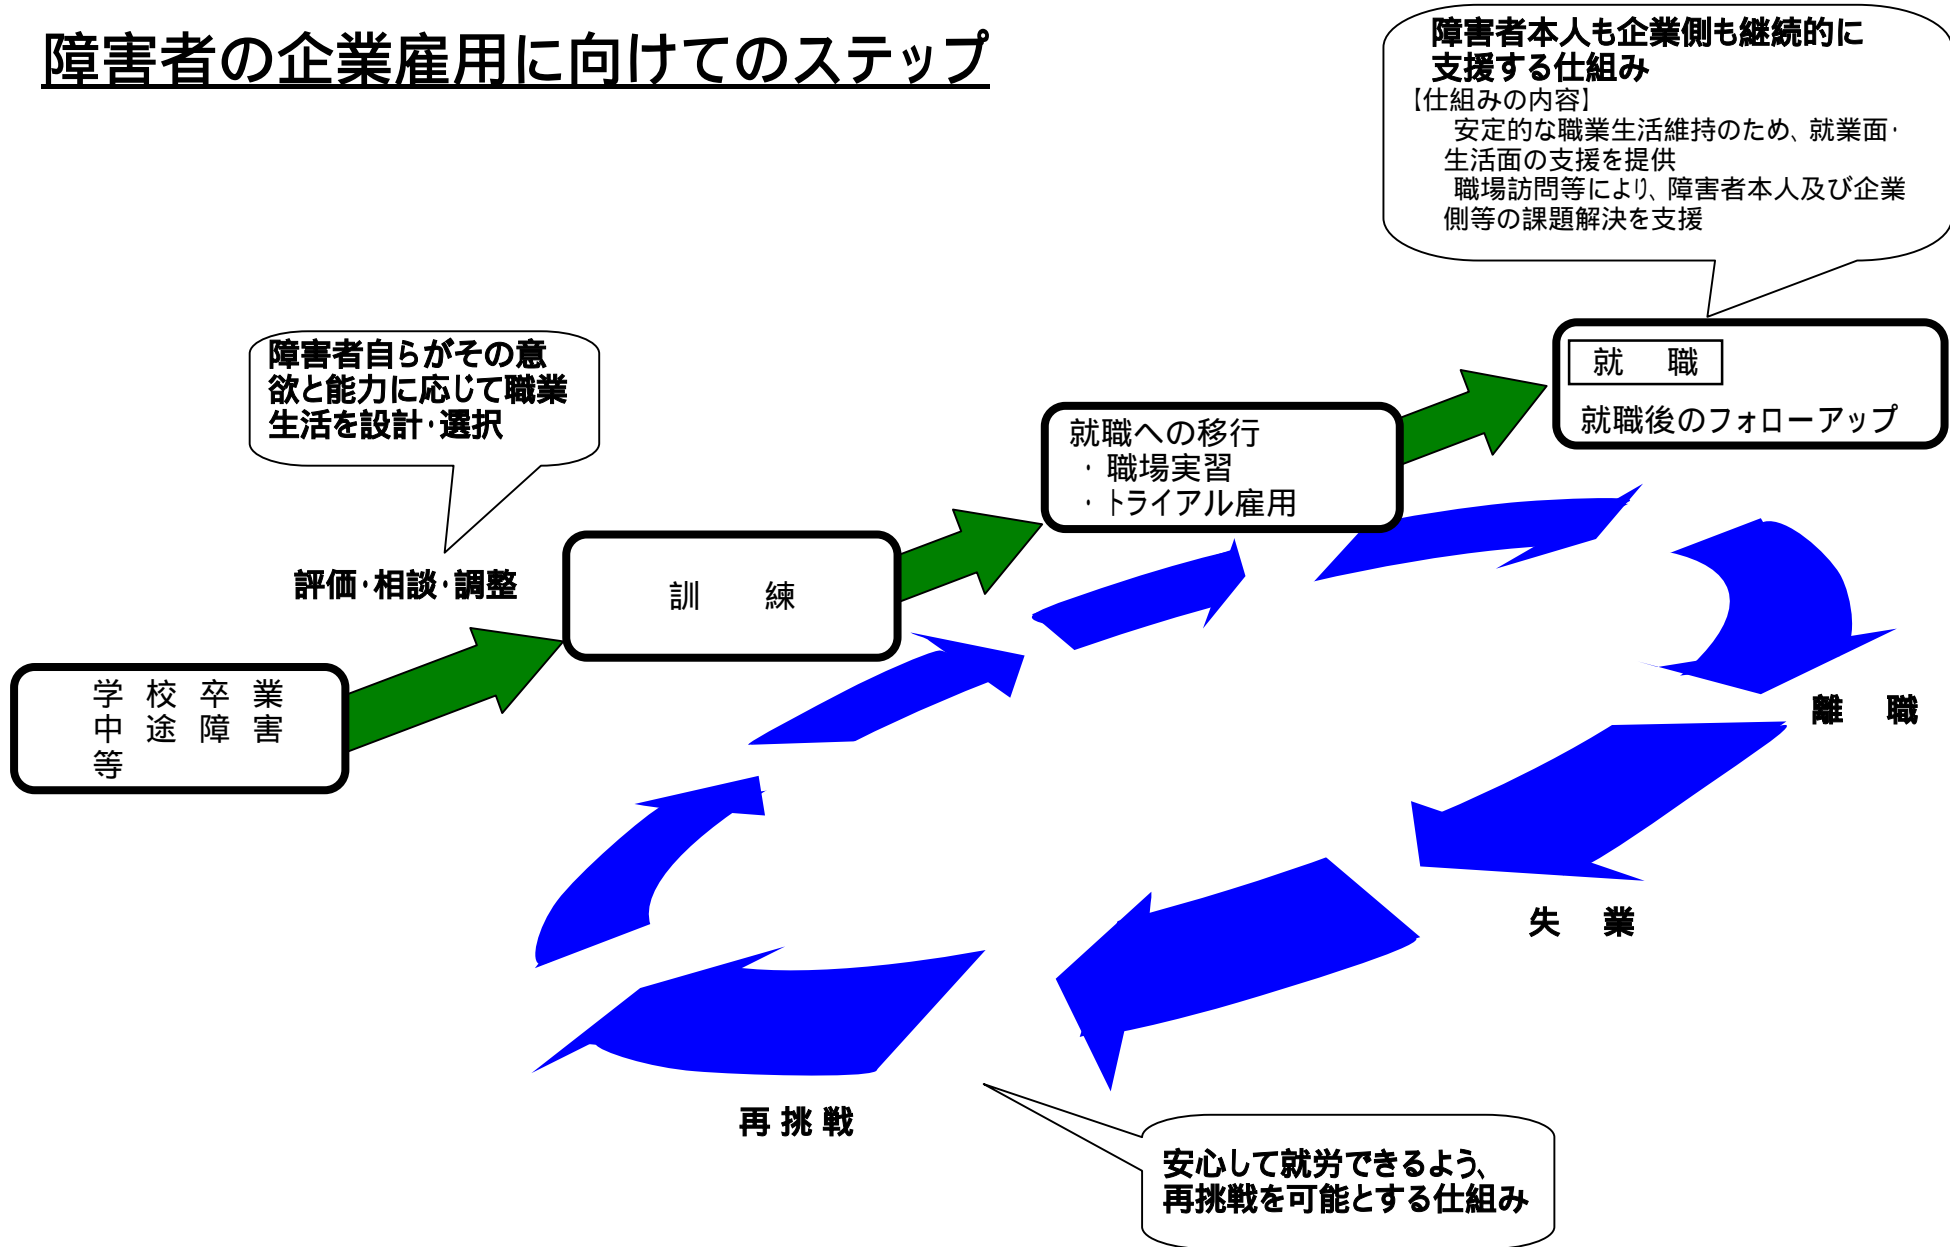 障害者の企業雇用に向けてのステップ
障害者本人も企業側も継続的に
支援する仕組み
【仕組みの内容】
安定的な職業生活維持のため、就業面・
生活面の支援を提供
職場訪問等により、障害者本人及び企業
側等の課題解決を支援
障害者自らがその意
欲と能力に応じて職業
生活を設計・選択
就　職
就職後のフォローアップ
就職への移行
・職場実習
・トライアル雇用
評価・相談・調整
訓　練
学校卒業
中途障害
等
離　職
失　業
再挑戦
安心して就労できるよう、
再挑戦を可能とする仕組み